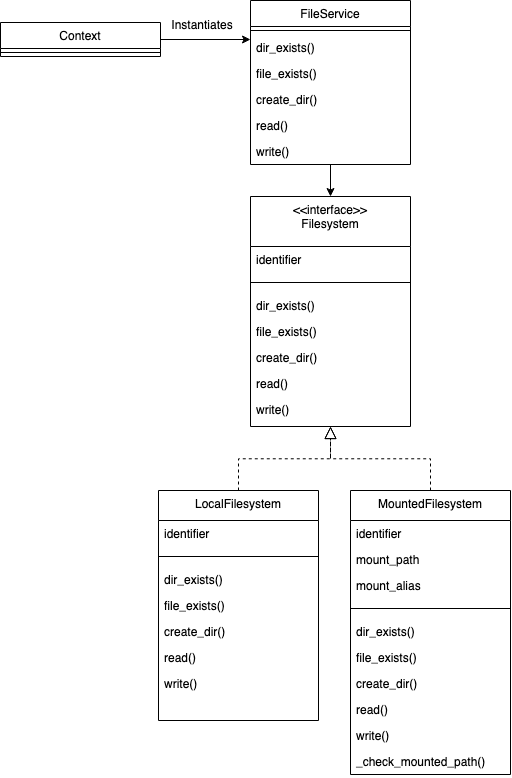 Context
Instantiates
FileService
dir_exists()
file_exists()
create_dir()
read()
write()
<<interface>>
Filesystem
identifier
dir_exists()
file_exists()
create_dir()
read()
write()
LocalFilesystem
identifier
dir_exists()
file_exists()
create_dir()
read()
write()
MountedFilesystem
identifier
mount_path
mount_alias
dir_exists()
file_exists()
create_dir()
read()
write()
_check_mounted_path()